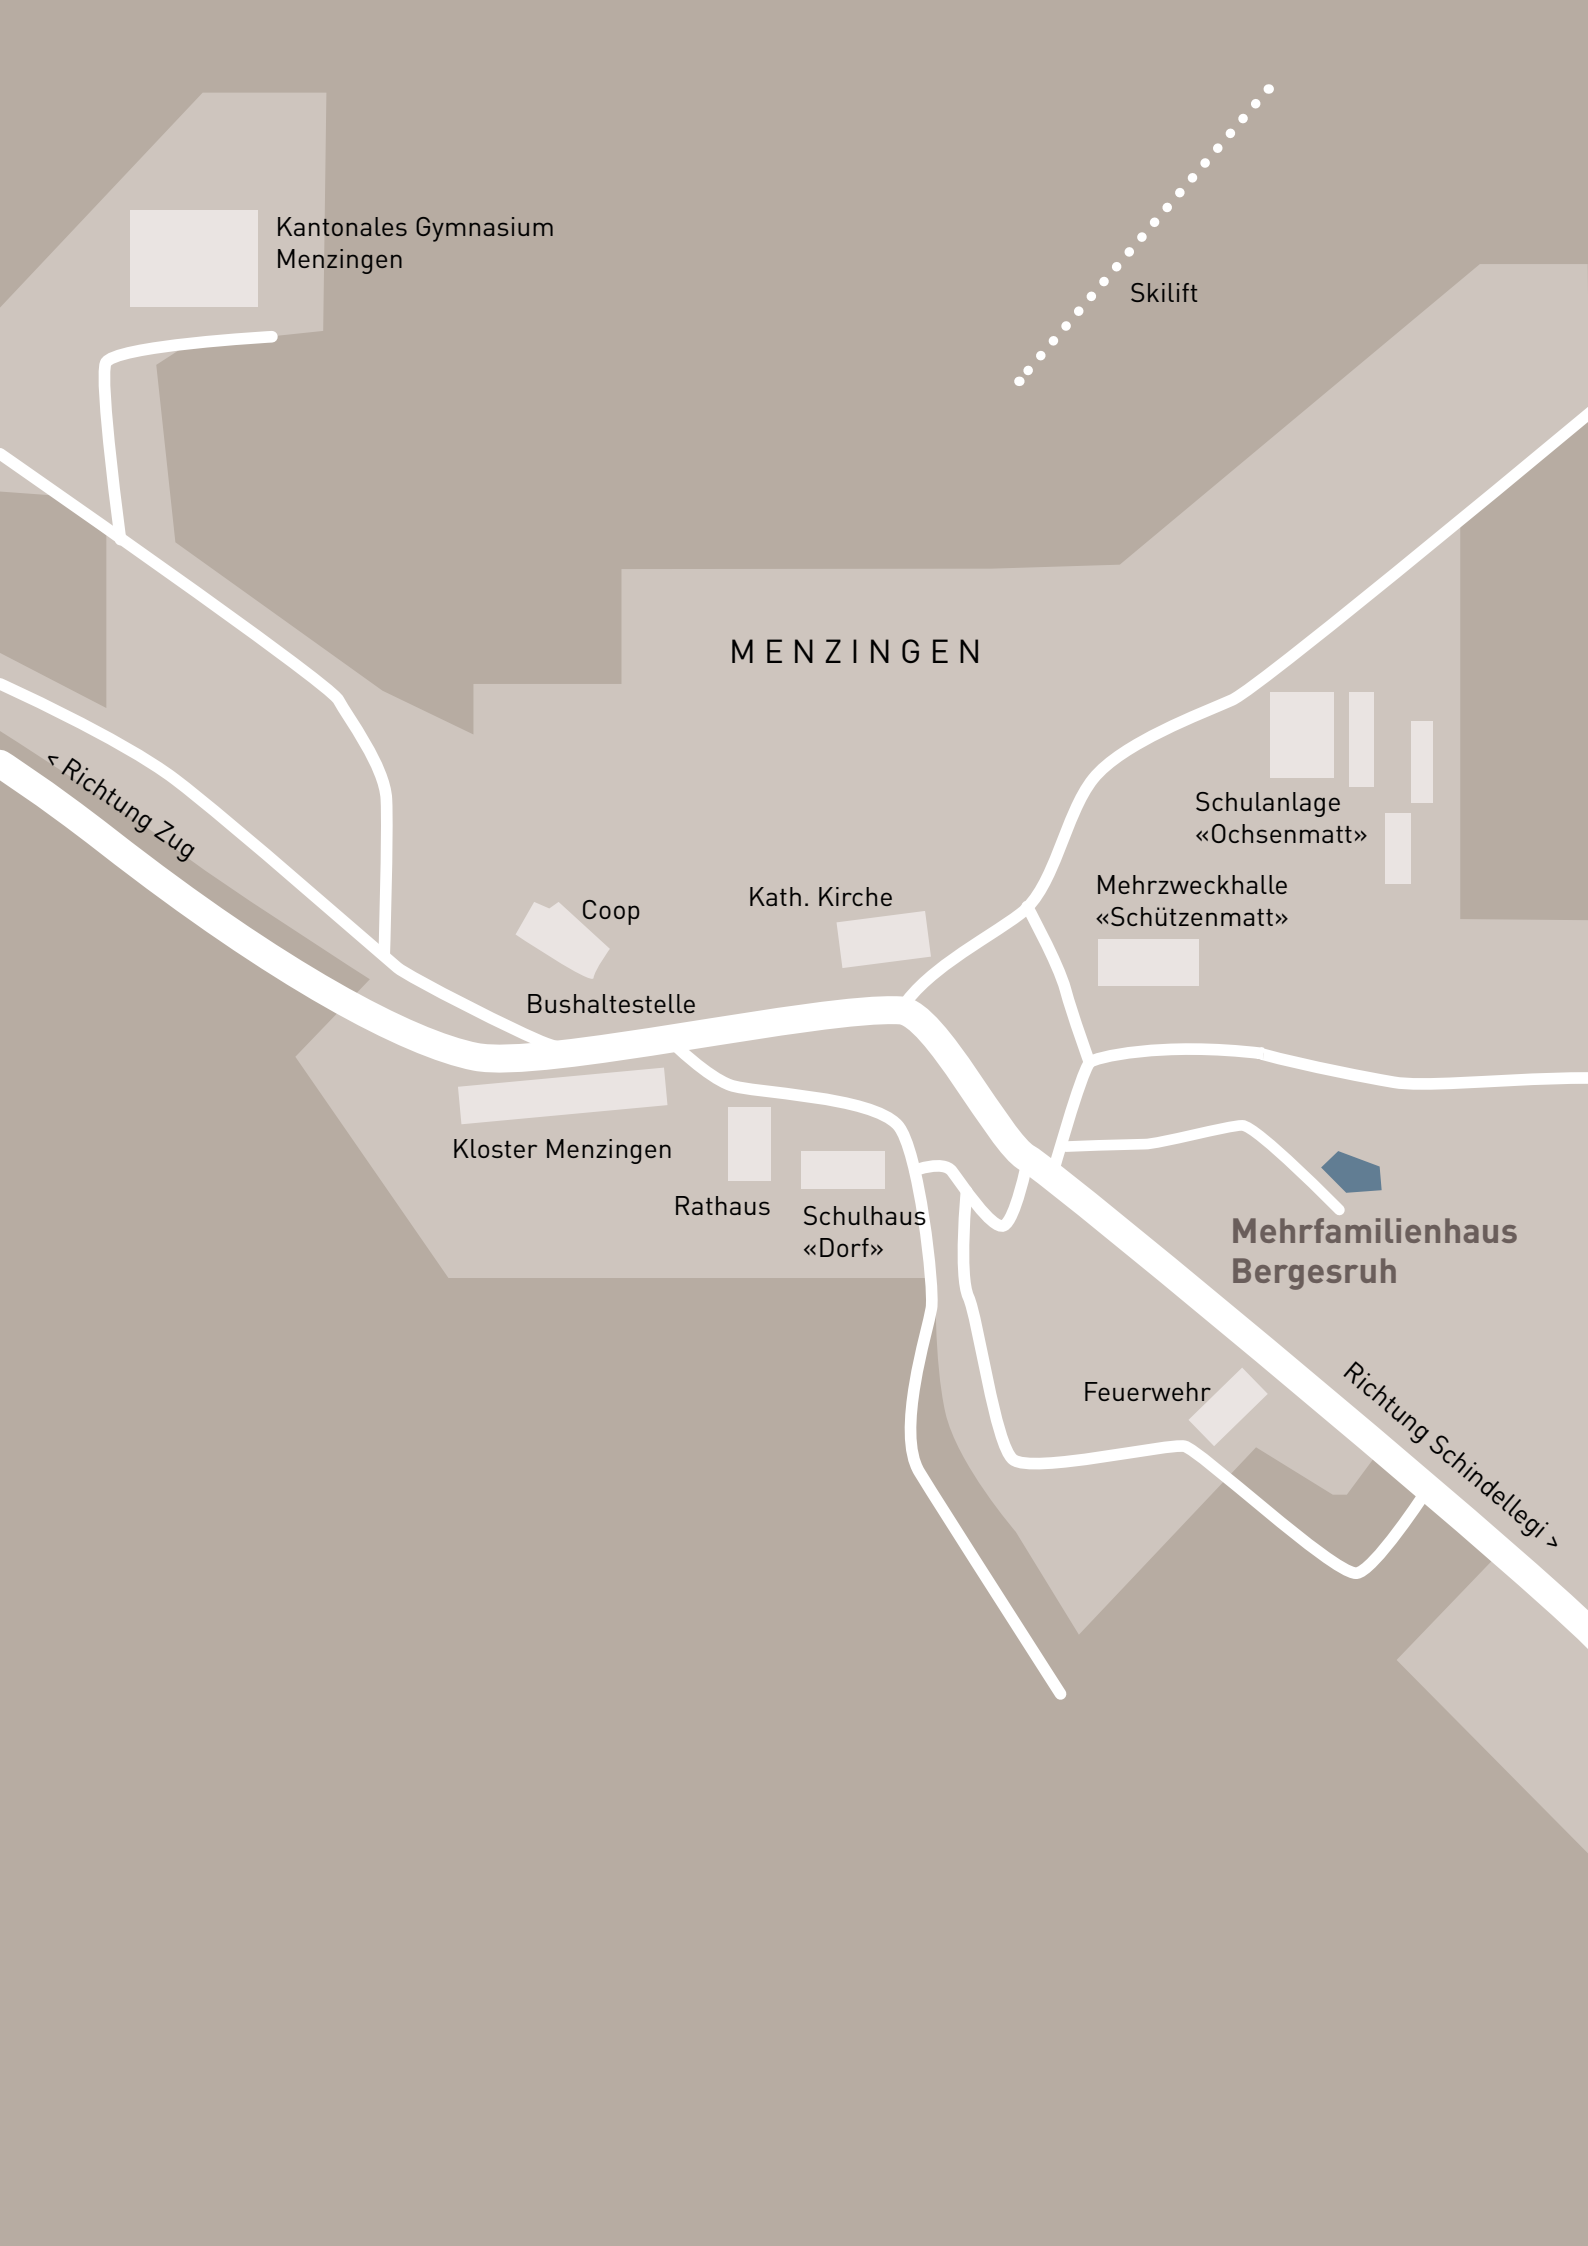 Kantonales Gymnasium
Menzingen
Skilift
MENZINGEN
< Richtung Zug
Schulanlage
«Ochsenmatt»
Mehrzweckhalle
«Schützenmatt»
Coop
Kath. Kirche
Bushaltestelle
Kloster Menzingen
Rathaus
Schulhaus
«Dorf»
Mehrfamilienhaus
Bergesruh
Feuerwehr
Richtung Schindellegi >